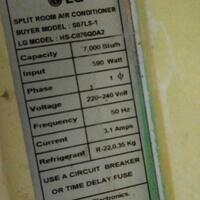 LG
SPLIT ROOM AIR CONDITIONER
BUYER MODEL : S07LS-1
LG MODEL : HS-C076QDA2
Capacity 7,000 Btu/h
Input 590 Watt
Phase 1 ϕ
Voltage 220~240 Volt
Frequency 50 Hz
Current 3.1 Amps
Refrigerant R-22,0.35 Kg
USE A CIRCUIT BREAKER
OR TIME DELAY FUSE
Electronics.